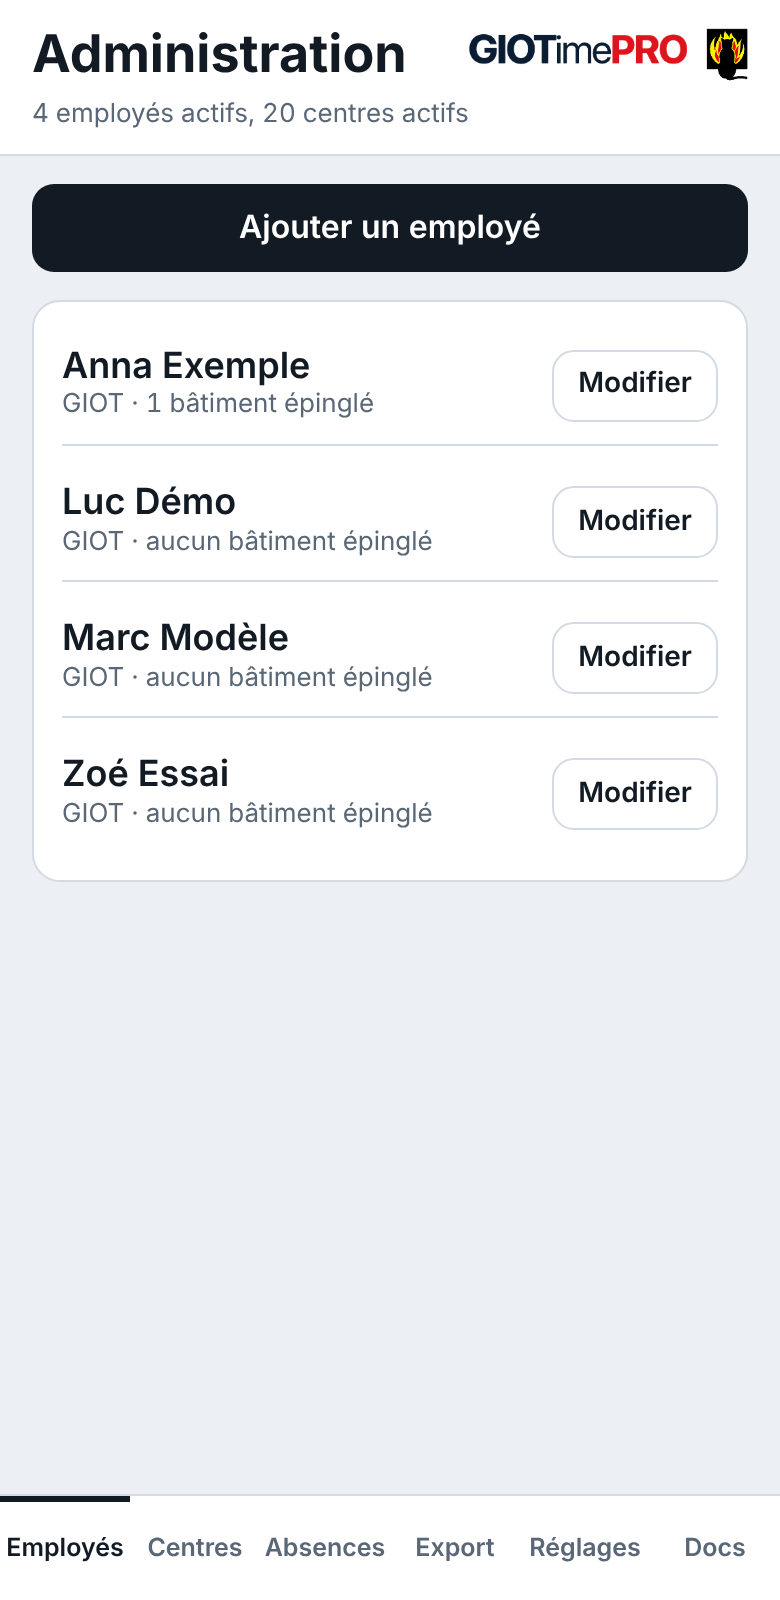 Administration
GIOTimePRO
4 employés actifs, 20 centres actifs
Ajouter un employé
Anna Exemple
GIOT · 1 bâtiment épinglé
Modifier
Luc Démo
GIOT · aucun bâtiment épinglé
Modifier
Marc Modèle
GIOT · aucun bâtiment épinglé
Modifier
Zoé Essai
GIOT · aucun bâtiment épinglé
Modifier
Employés Centres Absences Export Réglages Docs